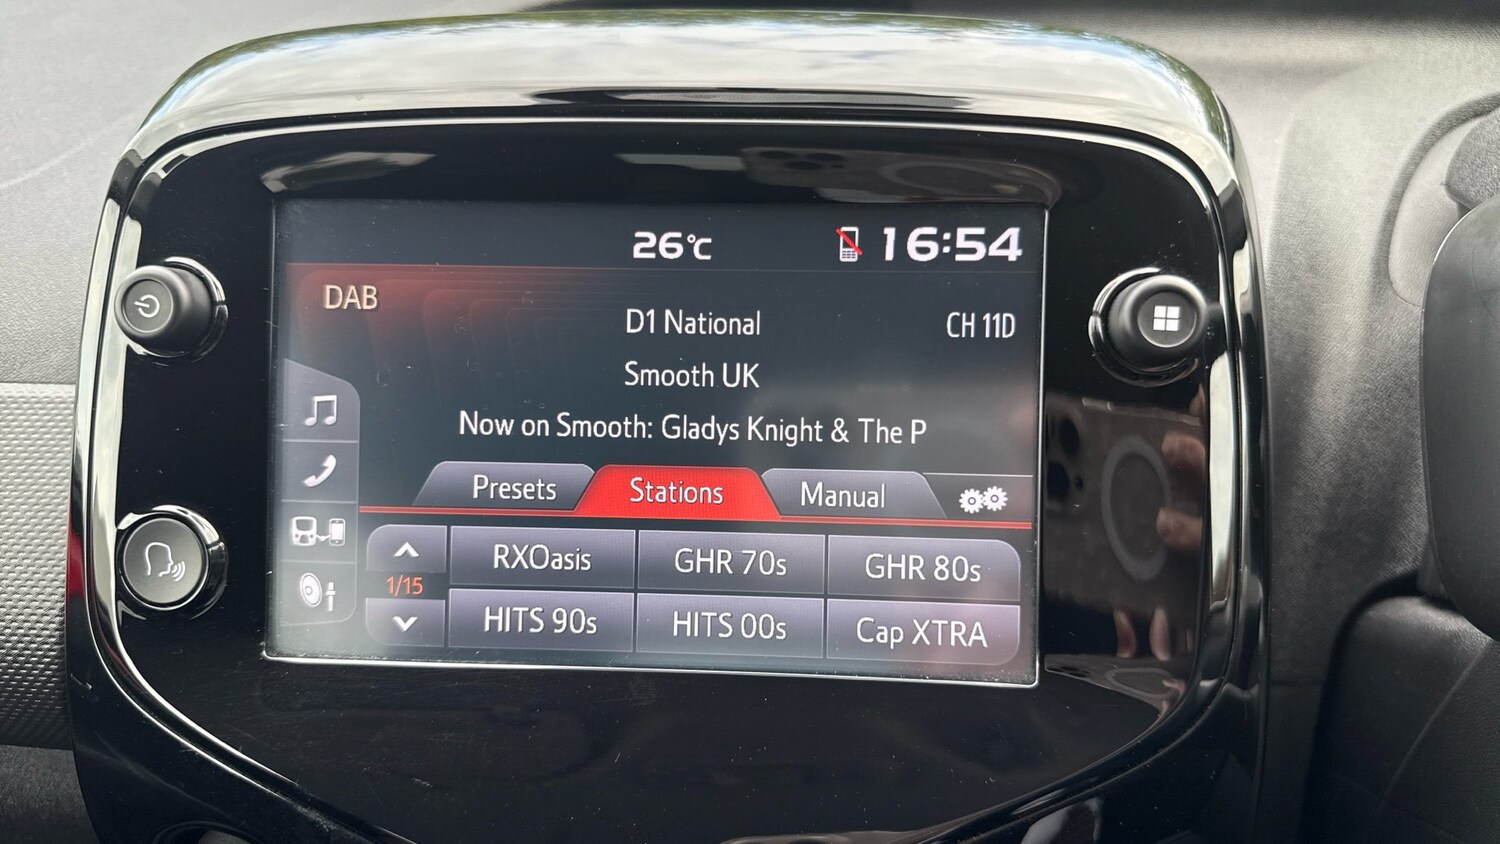 26°C 16:54
DAB
D1 National CH 11D
Smooth UK
Now on Smooth: Gladys Knight & The P
Presets Stations Manual
RXOasis GHR 70s GHR 80s
1/15
HITS 90s HITS 00s Cap XTRA